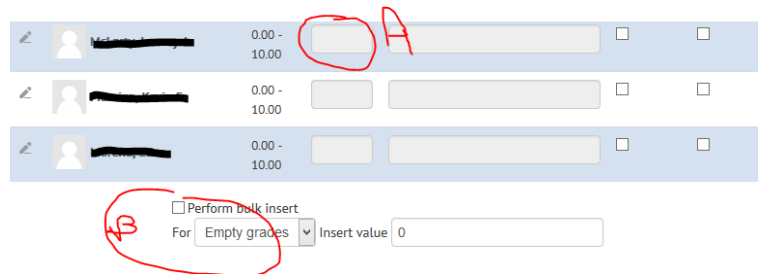 A
0.00 -
10.00
0.00 -
10.00
0.00 -
10.00
B
Perform bulk insert
For Empty grades Insert value 0